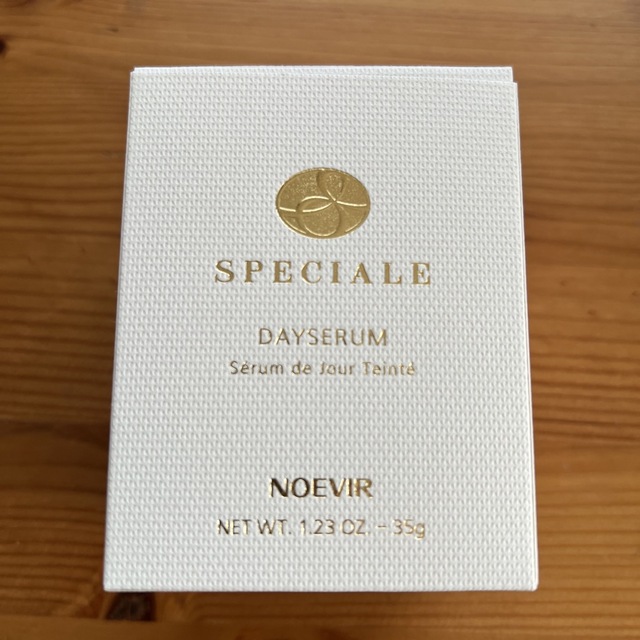 SPECIALE
DAYSERUM
Sérum de Jour Teinté
NOEVIR
NET WT. 1.23 OZ. – 35g